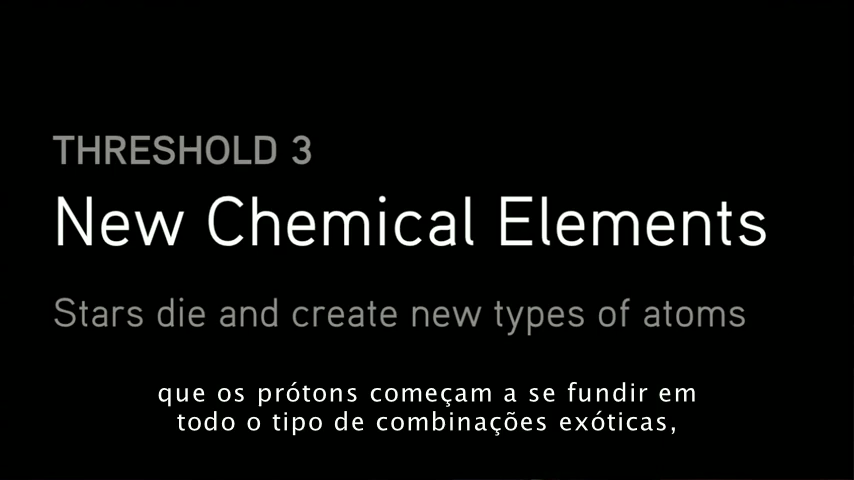 THRESHOLD 3
New Chemical Elements
Stars die and create new types of atoms
que os prótons começam a se fundir em
todo o tipo de combinações exóticas,